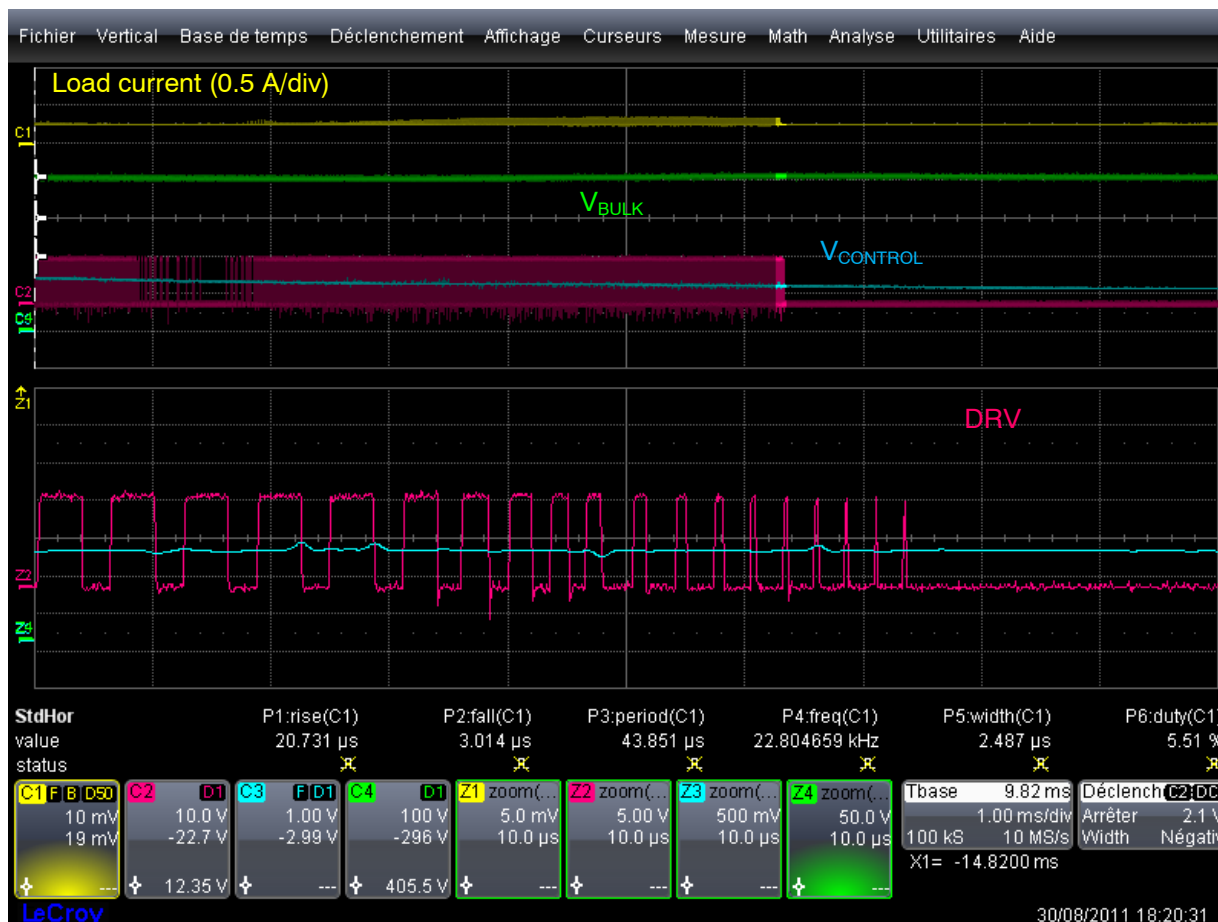 Fichier Vertical Base de temps Déclenchement Affichage Curseurs Mesure Math Analyse Utilitaires Aide
Load current (0.5 A/div)
C1
VBULK
VCONTROL
C2
C4
Z1
DRV
Z2
Z4
StdHor P1:rise(C1) P2:fall(C1) P3:period(C1) P4:freq(C1) P5:width(C1) P6:duty(C1)
value 20.731 µs 3.014 µs 43.851 µs 22.804659 kHz 2.487 µs 5.51 %
status
C1 F B D50 C2 D1 C3 F D1 C4 D1 Z1 zoom(... Z2 zoom(... Z3 zoom(... Z4 zoom(... Tbase 9.82 ms Déclench C2 DC
10 mV 10.0 V 1.00 V 100 V 5.0 mV 5.00 V 500 mV 50.0 V 1.00 ms/div Arrêter 2.1 V
19 mV -22.7 V -2.99 V -296 V 10.0 µs 10.0 µs 10.0 µs 10.0 µs 100 kS 10 MS/s Width Négativ
X1= -14.8200 ms
--- 12.35 V --- 405.5 V --- --- --- ---
LeCroy 30/08/2011 18:20:31